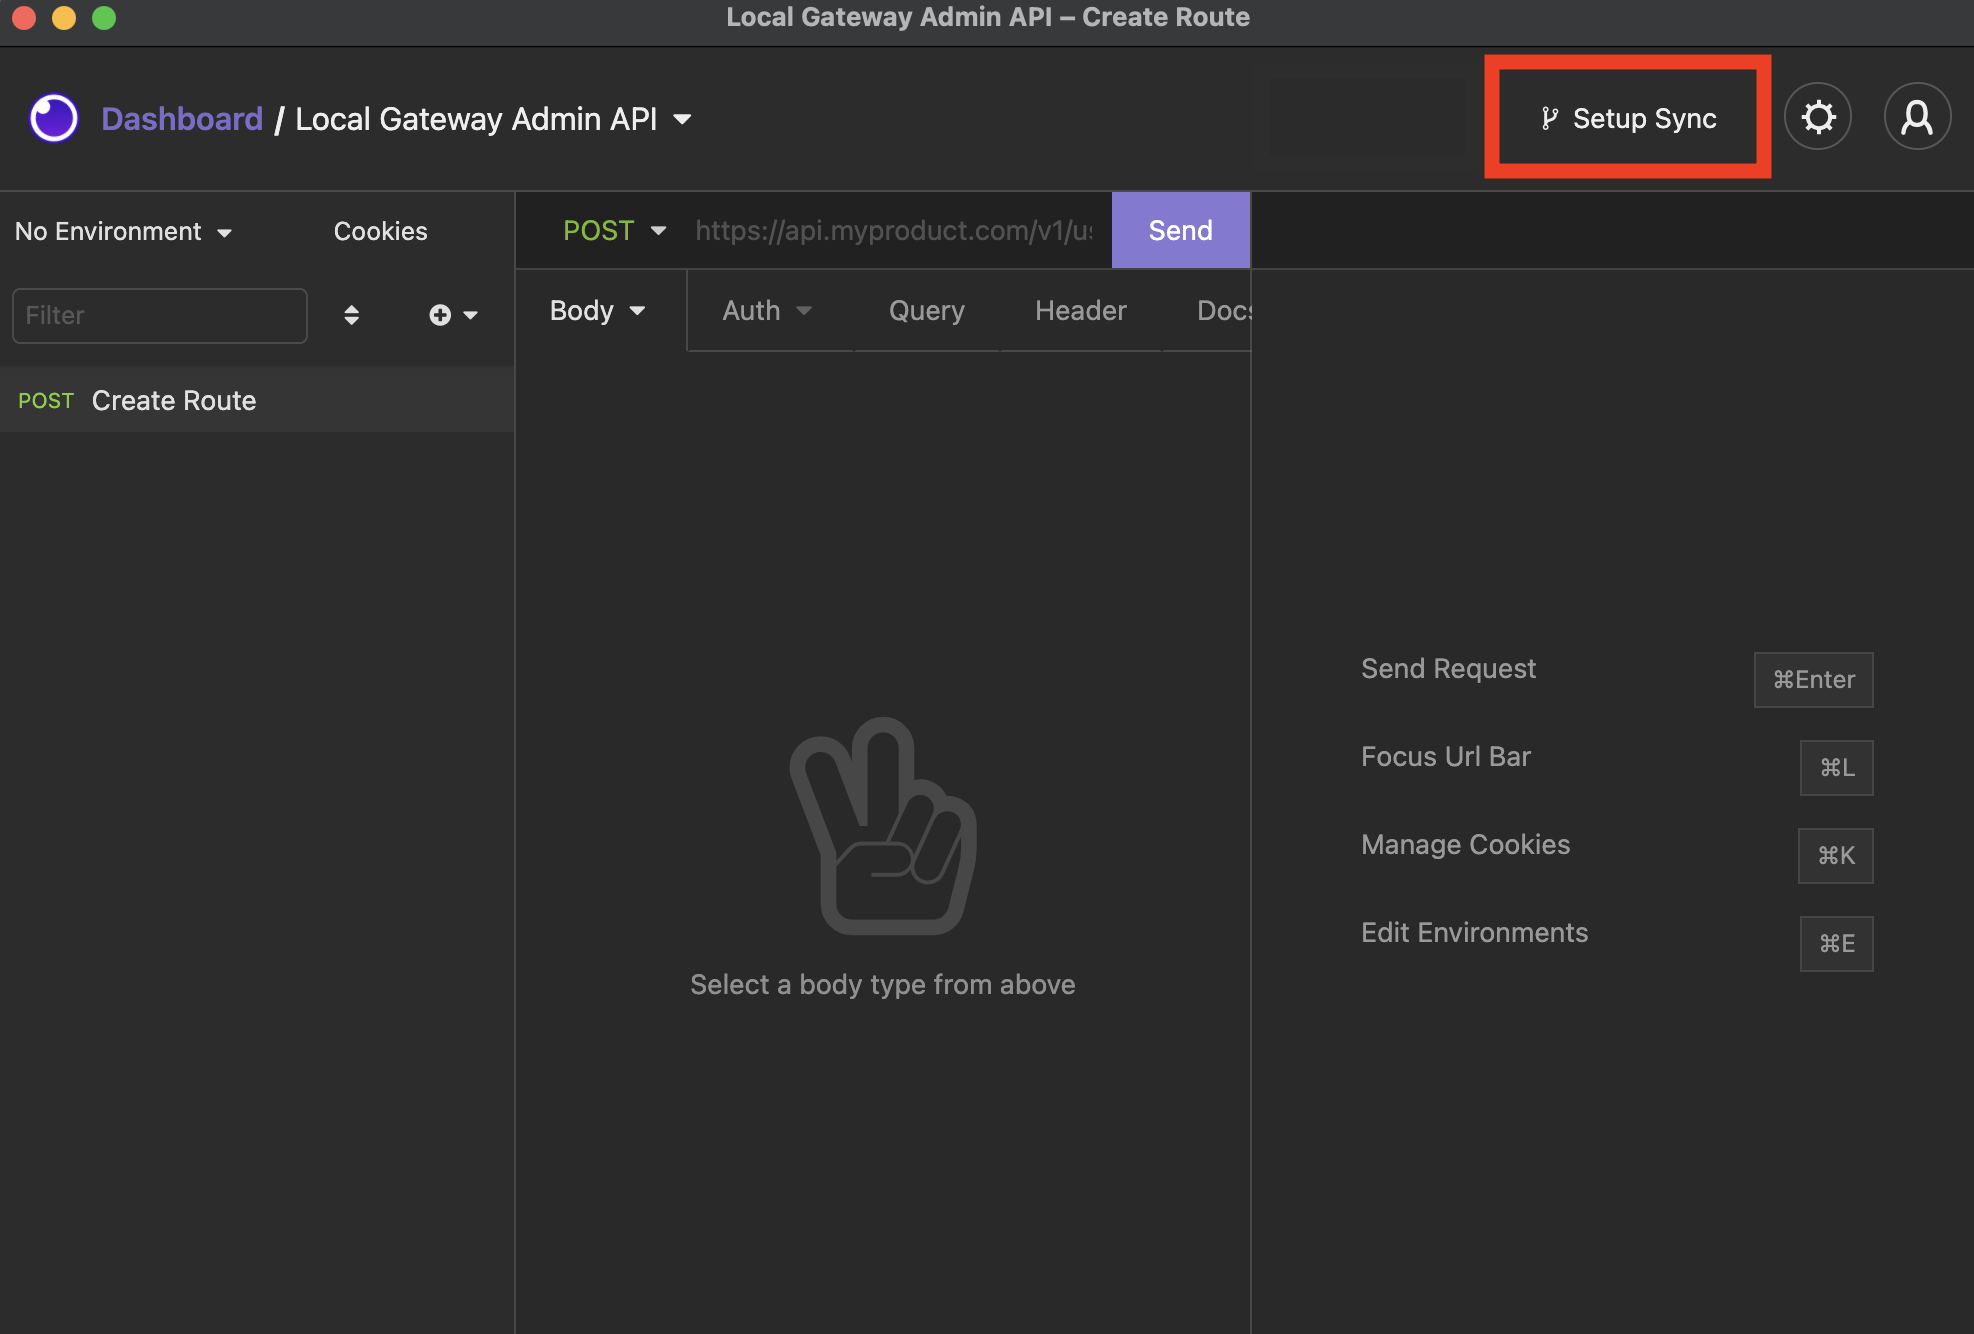 Local Gateway Admin API – Create Route
Dashboard / Local Gateway Admin API
Setup Sync
No Environment
Cookies
POST
https://api.myproduct.com/v1/us
Send
Filter
Body
Auth
Query
Header
Docs
POST Create Route
Select a body type from above
Send Request
⌘Enter
Focus Url Bar
⌘L
Manage Cookies
⌘K
Edit Environments
⌘E